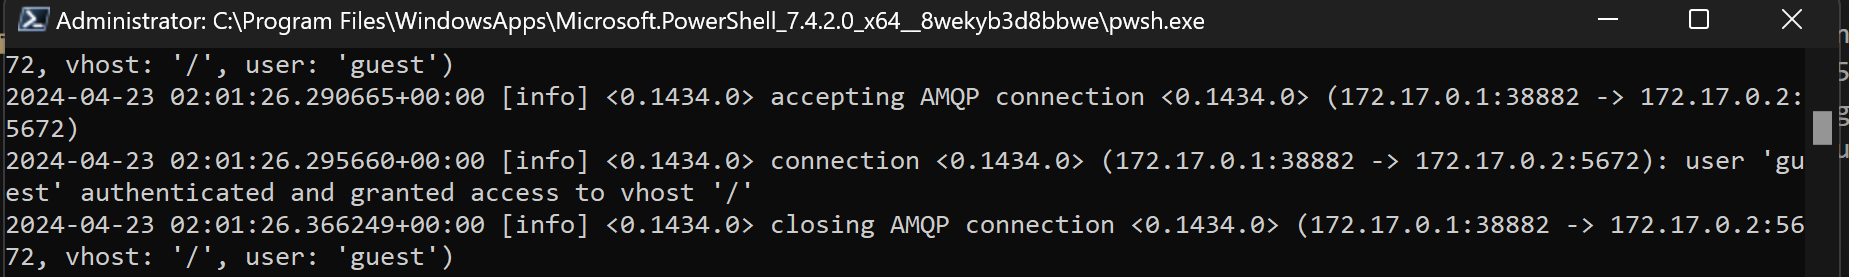 Administrator: C:\Program Files\WindowsApps\Microsoft.PowerShell_7.4.2.0_x64__8wekyb3d8bbwe\pwsh.exe
72, vhost: '/', user: 'guest')
2024-04-23 02:01:26.290665+00:00 [info] <0.1434.0> accepting AMQP connection <0.1434.0> (172.17.0.1:38882 -> 172.17.0.2:
5672)
2024-04-23 02:01:26.295660+00:00 [info] <0.1434.0> connection <0.1434.0> (172.17.0.1:38882 -> 172.17.0.2:5672): user 'gu
est' authenticated and granted access to vhost '/'
2024-04-23 02:01:26.366249+00:00 [info] <0.1434.0> closing AMQP connection <0.1434.0> (172.17.0.1:38882 -> 172.17.0.2:56
72, vhost: '/', user: 'guest')